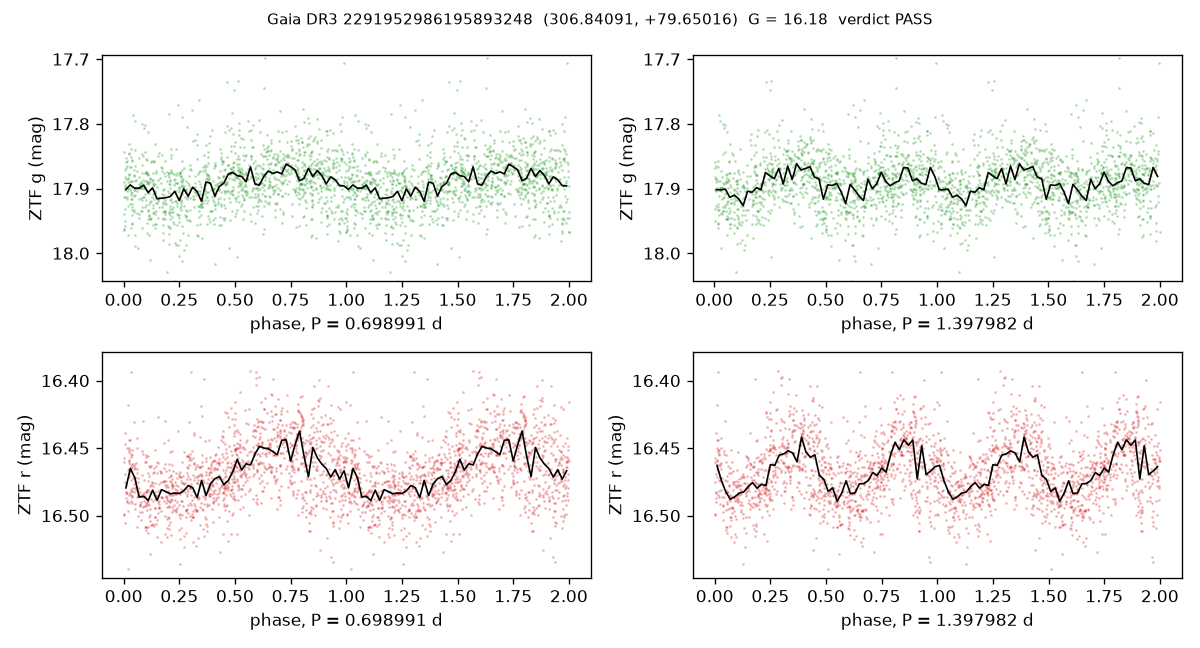 Gaia DR3 2291952986195893248 (306.84091, +79.65016) G = 16.18 verdict PASS
17.7
17.8
17.9
18.0
ZTF g (mag)
0.00 0.25 0.50 0.75 1.00 1.25 1.50 1.75 2.00
phase, P = 0.698991 d
17.7
17.8
17.9
18.0
ZTF g (mag)
0.00 0.25 0.50 0.75 1.00 1.25 1.50 1.75 2.00
phase, P = 1.397982 d
16.40
16.45
16.50
ZTF r (mag)
0.00 0.25 0.50 0.75 1.00 1.25 1.50 1.75 2.00
phase, P = 0.698991 d
16.40
16.45
16.50
ZTF r (mag)
0.00 0.25 0.50 0.75 1.00 1.25 1.50 1.75 2.00
phase, P = 1.397982 d